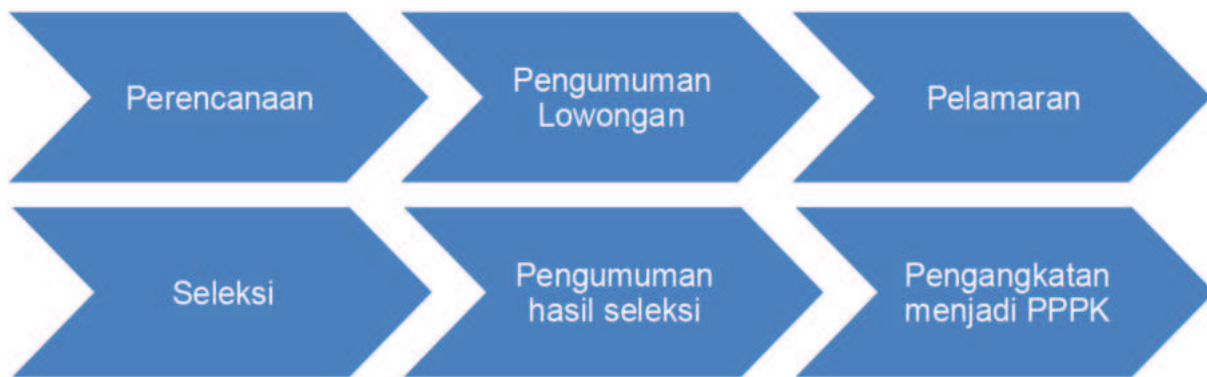 Perencanaan
Pengumuman
Lowongan
Pelamaran
Seleksi
Pengumuman
hasil seleksi
Pengangkatan
menjadi PPPK